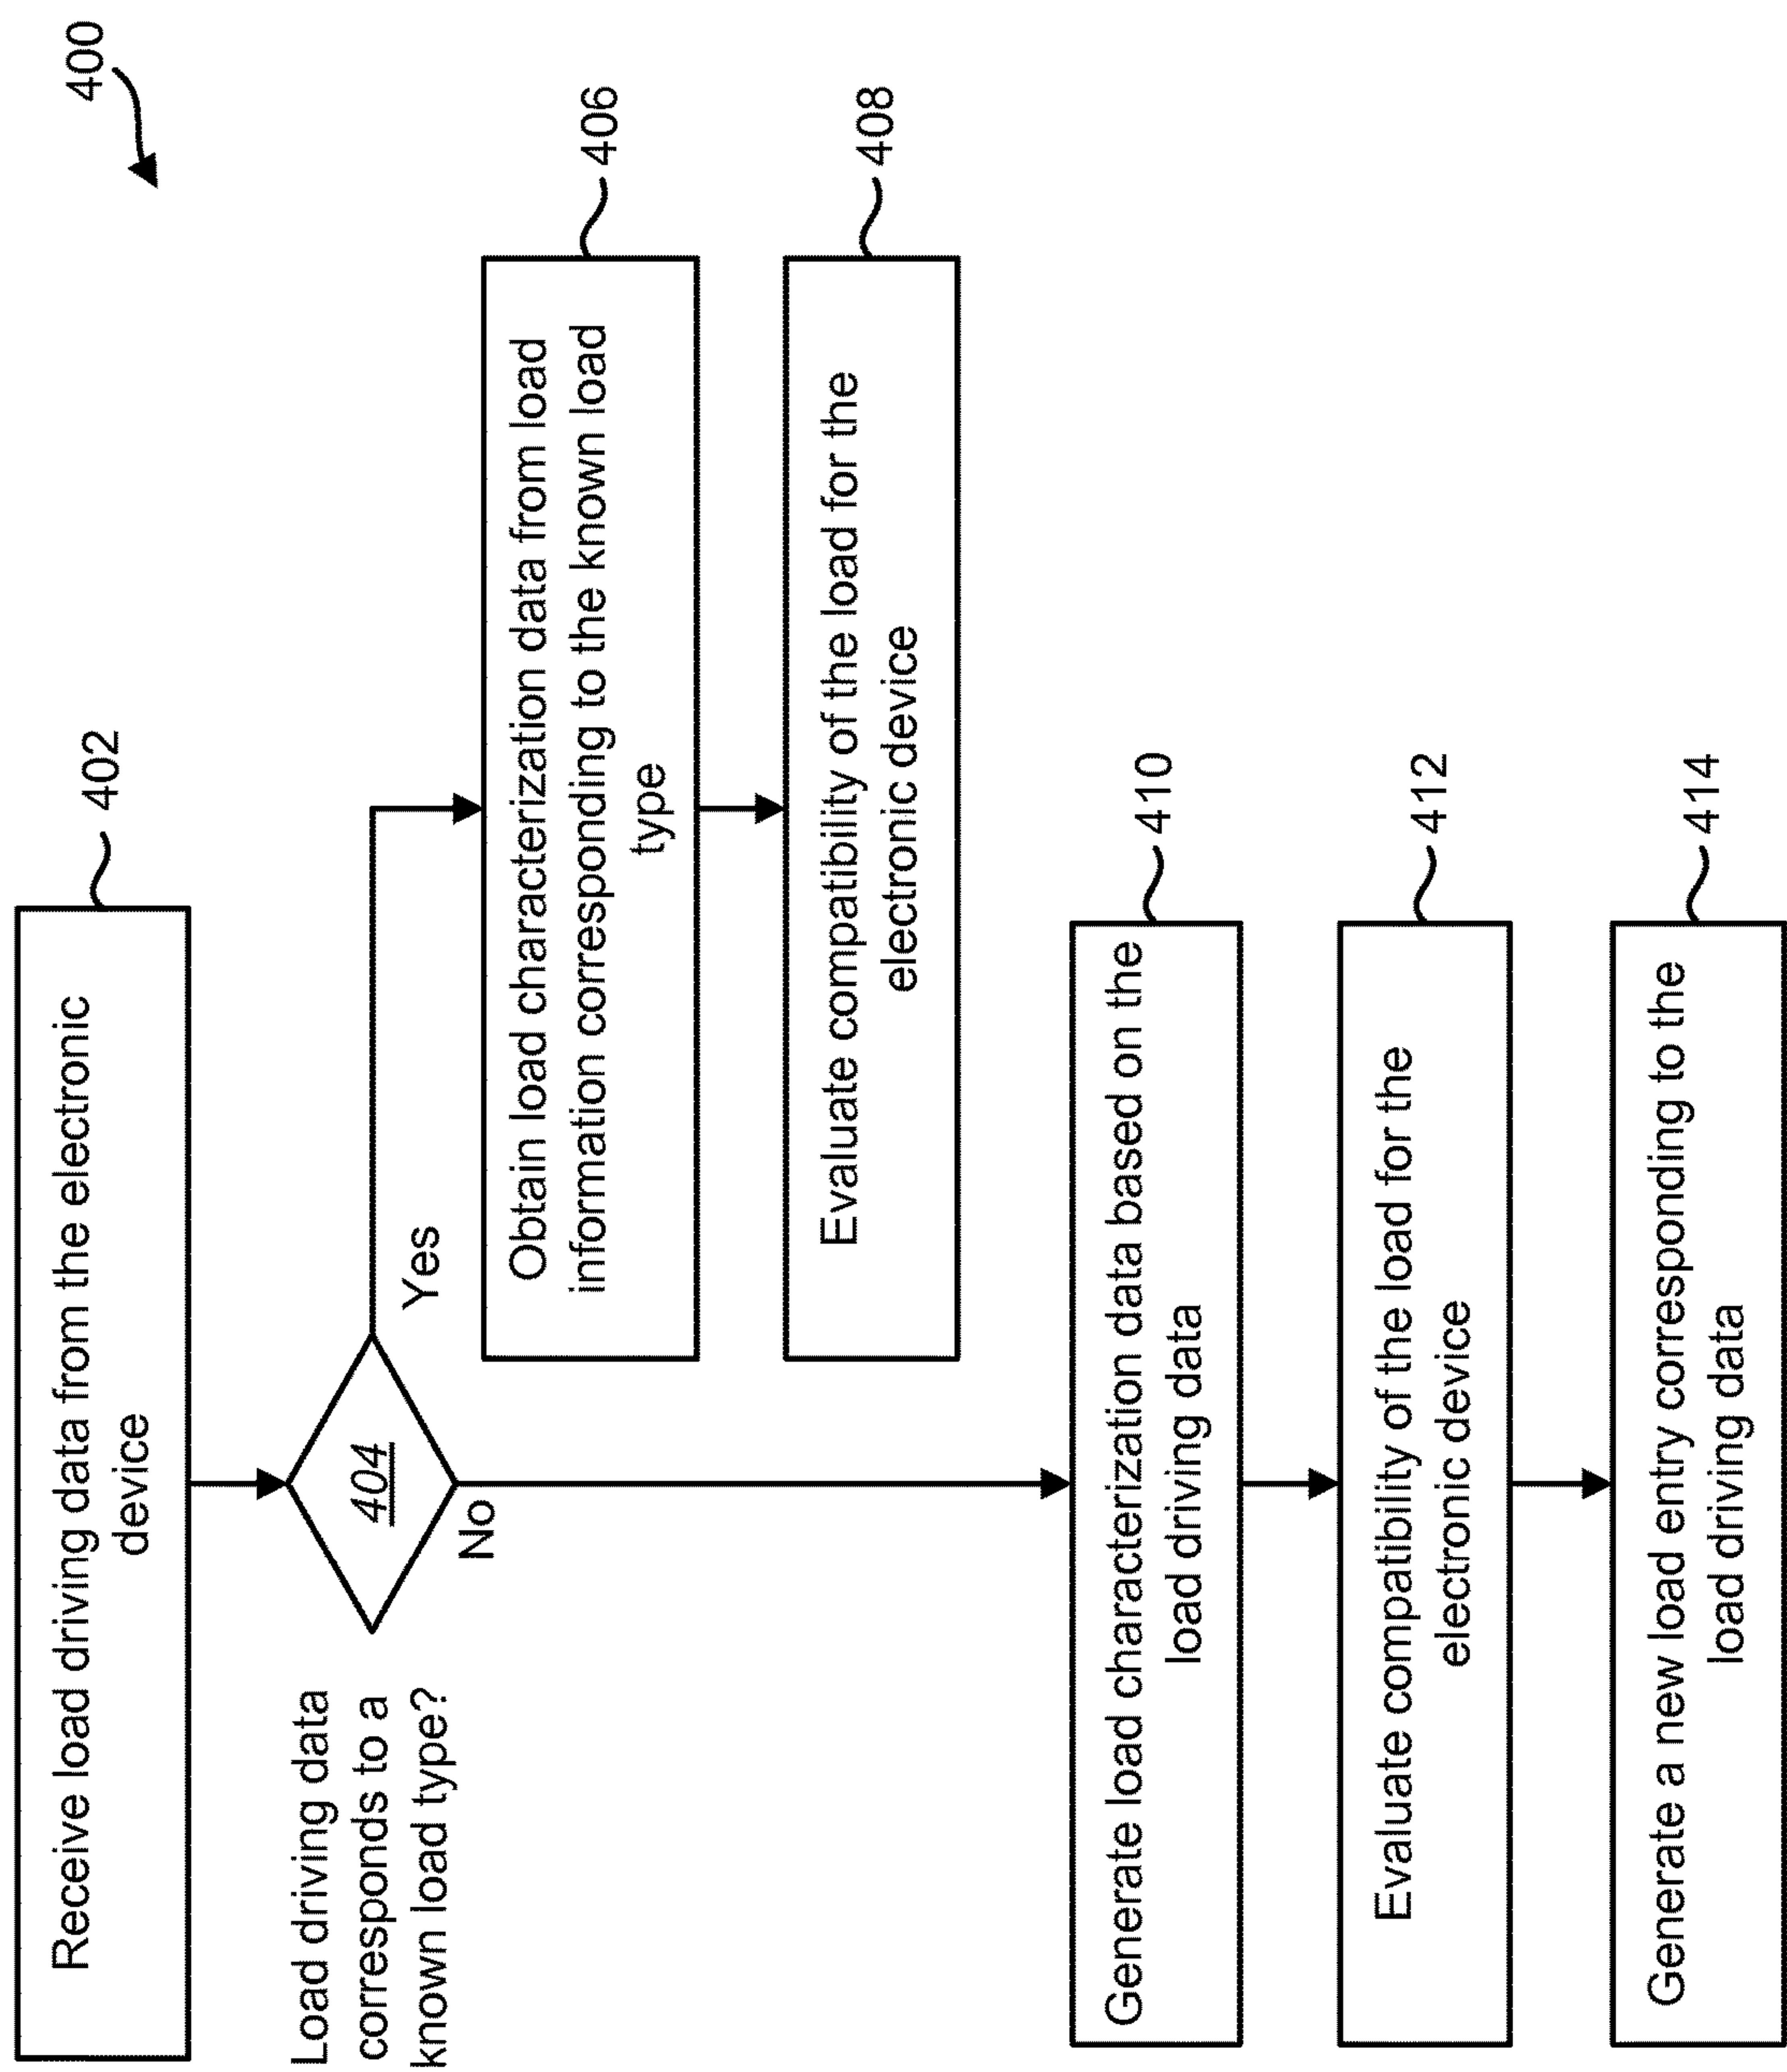 400
Receive load driving data from the electronic
device
402
Load driving data
corresponds to a
known load type?
404
Yes
No
Obtain load characterization data from load
information corresponding to the known load
type
406
Evaluate compatibility of the load for the
electronic device
408
Generate load characterization data based on the
load driving data
410
Evaluate compatibility of the load for the
electronic device
412
Generate a new load entry corresponding to the
load driving data
414